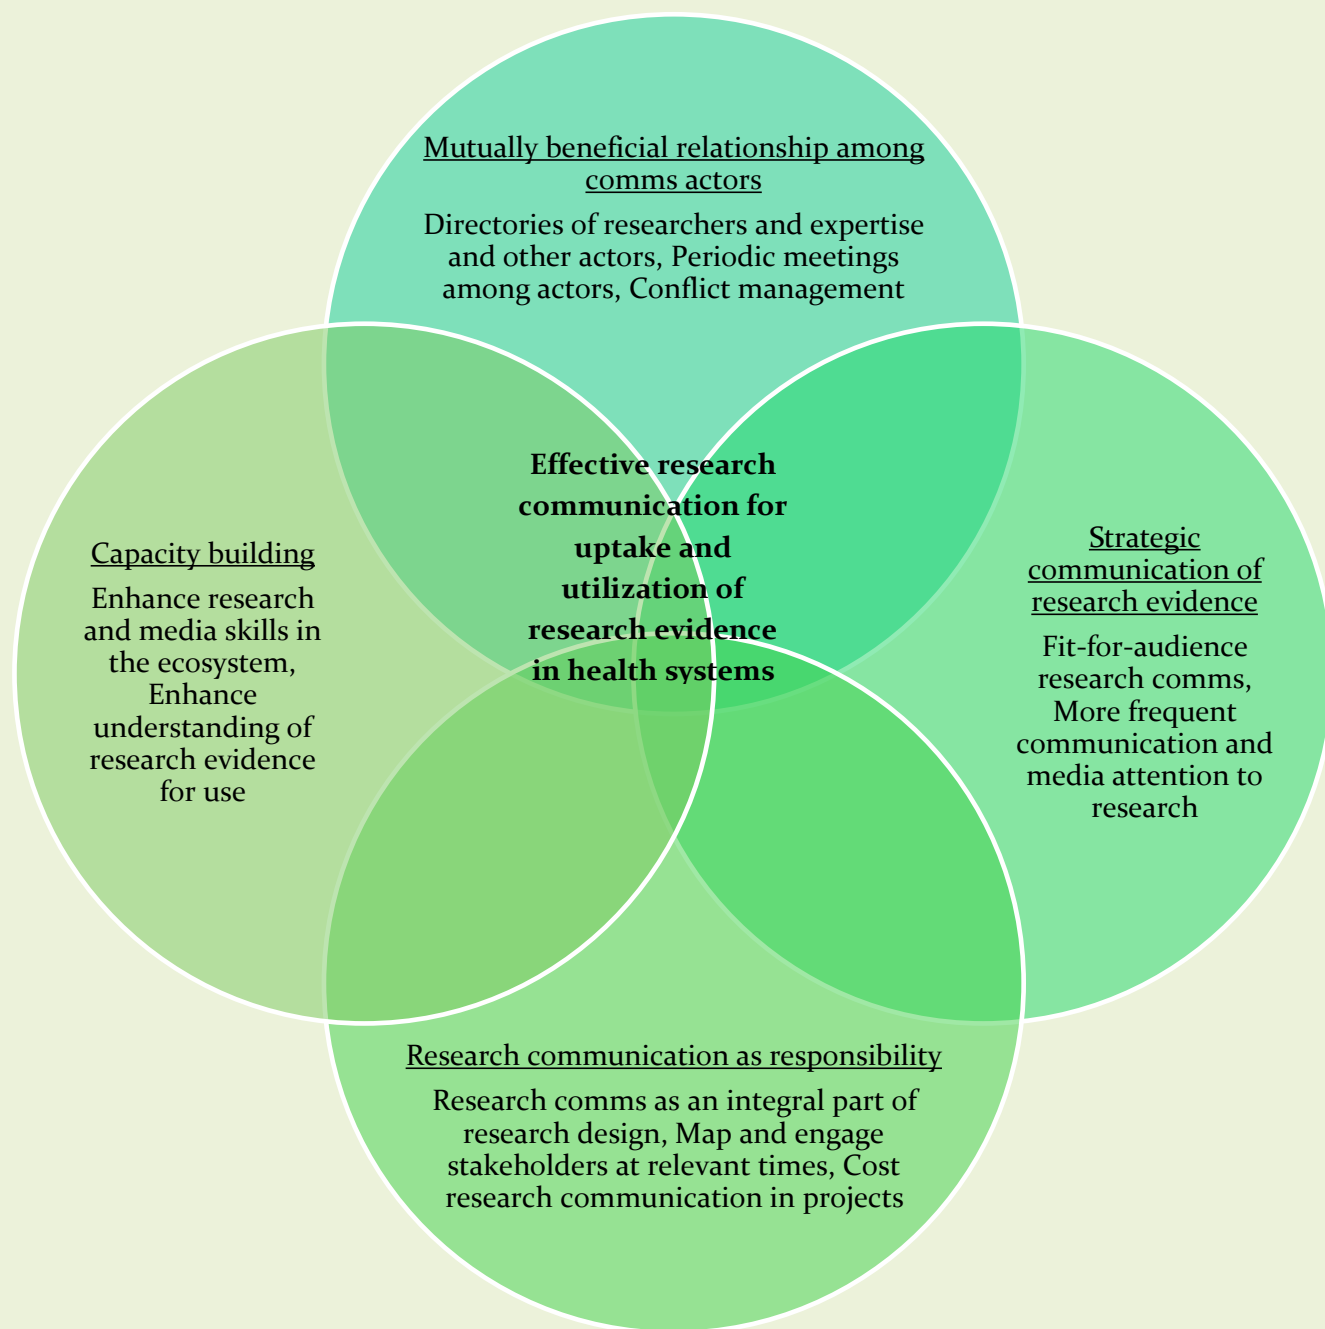 Mutually beneficial relationship among
comms actors
Directories of researchers and expertise
and other actors, Periodic meetings
among actors, Conflict management
Effective research
communication for
uptake and
utilization of
research evidence
in health systems
Capacity building
Enhance research
and media skills in
the ecosystem,
Enhance
understanding of
research evidence
for use
Strategic
communication of
research evidence
Fit-for-audience
research comms,
More frequent
communication and
media attention to
research
Research communication as responsibility
Research comms as an integral part of
research design, Map and engage
stakeholders at relevant times, Cost
research communication in projects